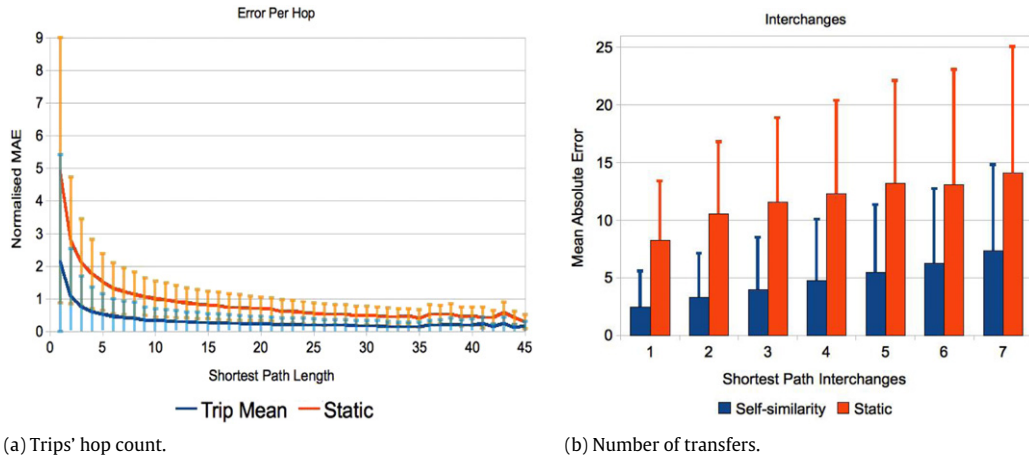 Error Per Hop
Normalised MAE
9
8
7
6
5
4
3
2
1
0
0 5 10 15 20 25 30 35 40 45
Shortest Path Length
Trip Mean Static
(a) Trips' hop count.
Interchanges
Mean Absolute Error
25
20
15
10
5
0
1 2 3 4 5 6 7
Shortest Path Interchanges
Self-similarity Static
(b) Number of transfers.